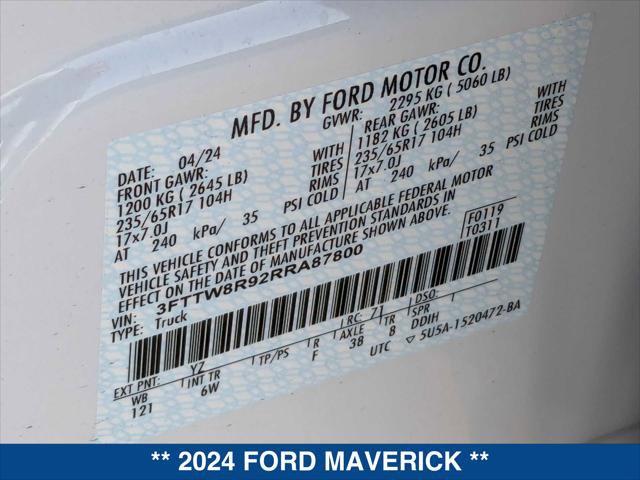 MFD. BY FORD MOTOR CO.
DATE: 04/24
GVWR: 2295 KG ( 5060 LB)
FRONT GAWR: WITH
1200 KG ( 2645 LB) TIRES
235/65R17 104H RIMS
17x7.0J
AT 240 kPa/ 35 PSI COLD
REAR GAWR: WITH
1182 KG ( 2605 LB) TIRES
235/65R17 104H RIMS
17x7.0J
AT 240 kPa/ 35 PSI COLD
THIS VEHICLE CONFORMS TO ALL APPLICABLE FEDERAL MOTOR
VEHICLE SAFETY AND THEFT PREVENTION STANDARDS IN
EFFECT ON THE DATE OF MANUFACTURE SHOWN ABOVE.
F0119
T0311
VIN: 3FTTW8R92RRA87800
TYPE: Truck
EXT PNT: YZ RC: 71 DSO:
WB INT TR TP/PS R AXLE TR SPR
121 6W F 38 8 DDIH
UTC 5U5A-1520472-BA
** 2024 FORD MAVERICK **